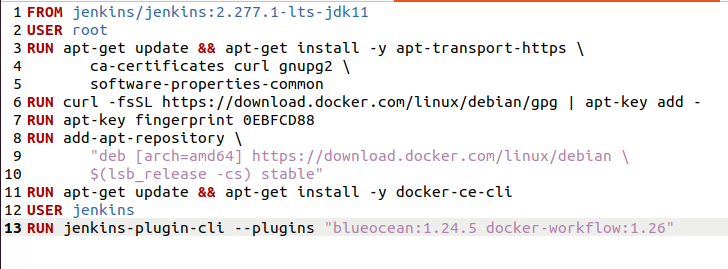 1 FROM jenkins/jenkins:2.277.1-lts-jdk11
2 USER root
3 RUN apt-get update && apt-get install -y apt-transport-https \
4 ca-certificates curl gnupg2 \
5 software-properties-common
6 RUN curl -fsSL https://download.docker.com/linux/debian/gpg | apt-key add -
7 RUN apt-key fingerprint 0EBFCD88
8 RUN add-apt-repository \
9 "deb [arch=amd64] https://download.docker.com/linux/debian \
10 $(lsb_release -cs) stable"
11 RUN apt-get update && apt-get install -y docker-ce-cli
12 USER jenkins
13 RUN jenkins-plugin-cli --plugins "blueocean:1.24.5 docker-workflow:1.26"